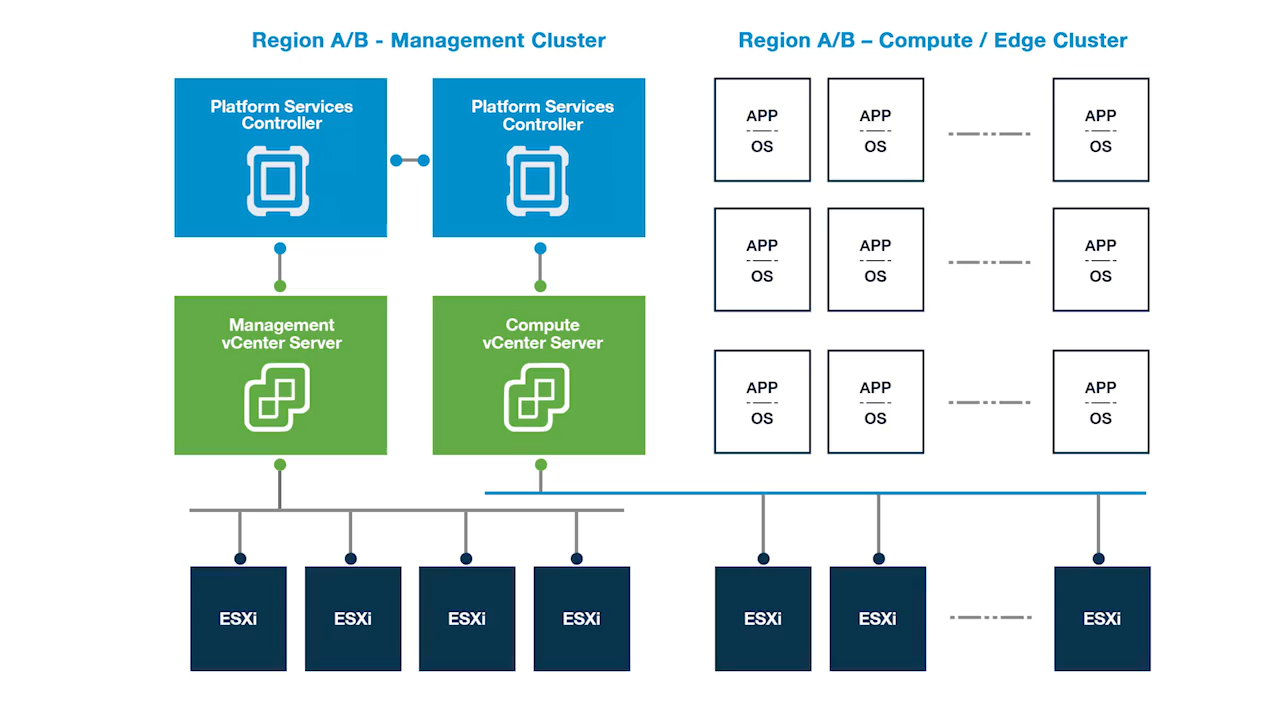 Region A/B - Management Cluster
Region A/B – Compute / Edge Cluster
Platform Services
Controller
Platform Services
Controller
Management
vCenter Server
Compute
vCenter Server
APP
OS
APP
OS
APP
OS
APP
OS
APP
OS
APP
OS
APP
OS
APP
OS
APP
OS
ESXi
ESXi
ESXi
ESXi
ESXi
ESXi
ESXi